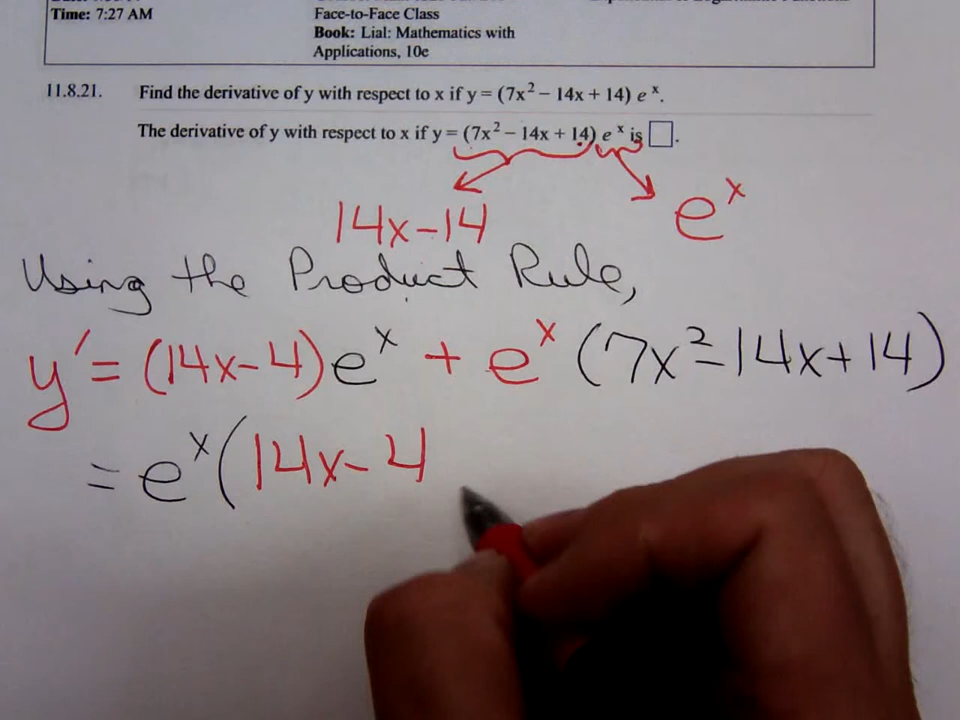 Time: 7:27 AM
Face-to-Face Class
Book: Lial: Mathematics with
Applications, 10e
11.8.21. Find the derivative of y with respect to x if y = (7x² − 14x + 14) e ˣ.
The derivative of y with respect to x if y = (7x² − 14x + 14) e ˣ is □.
14x-14 eˣ
Using the Product Rule,
y' = (14x-4)eˣ + eˣ (7x²-14x+14)
= eˣ(14x-4